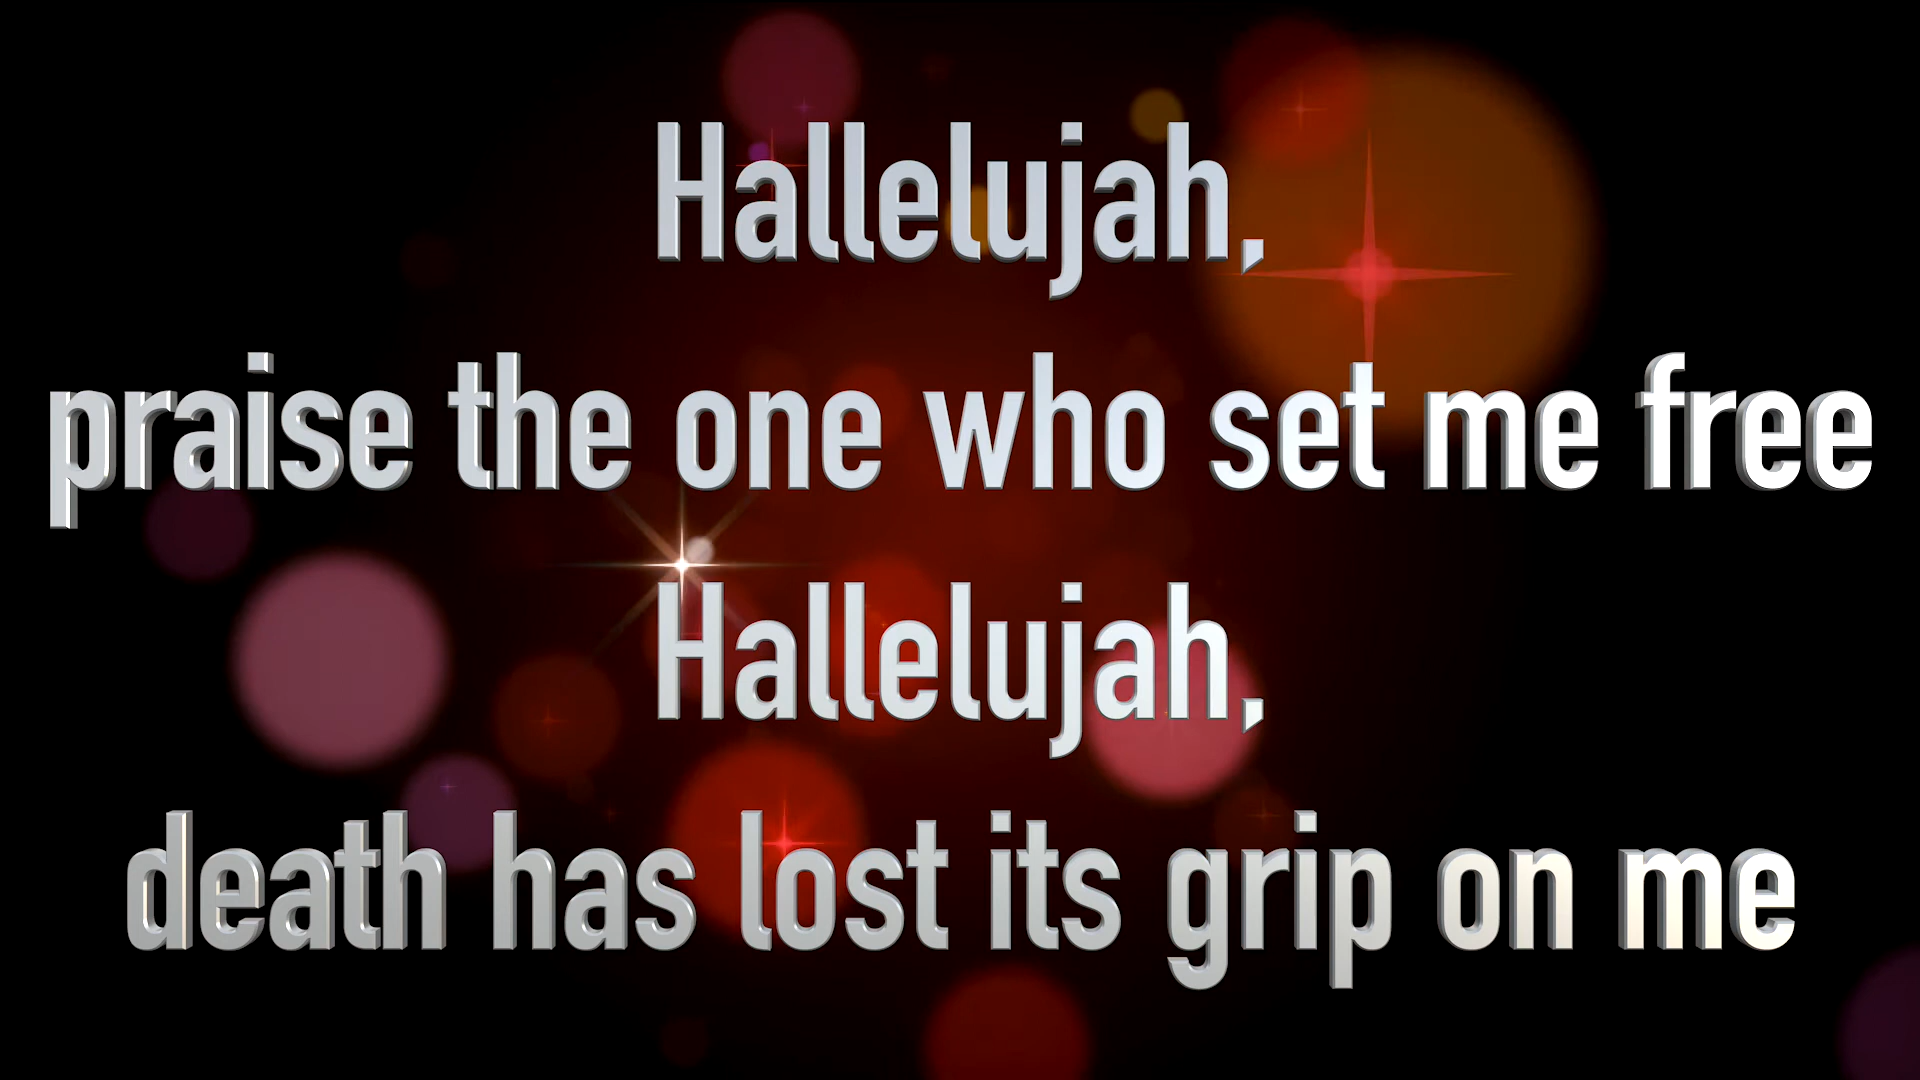 Hallelujah,
praise the one who set me free
Hallelujah,
death has lost its grip on me